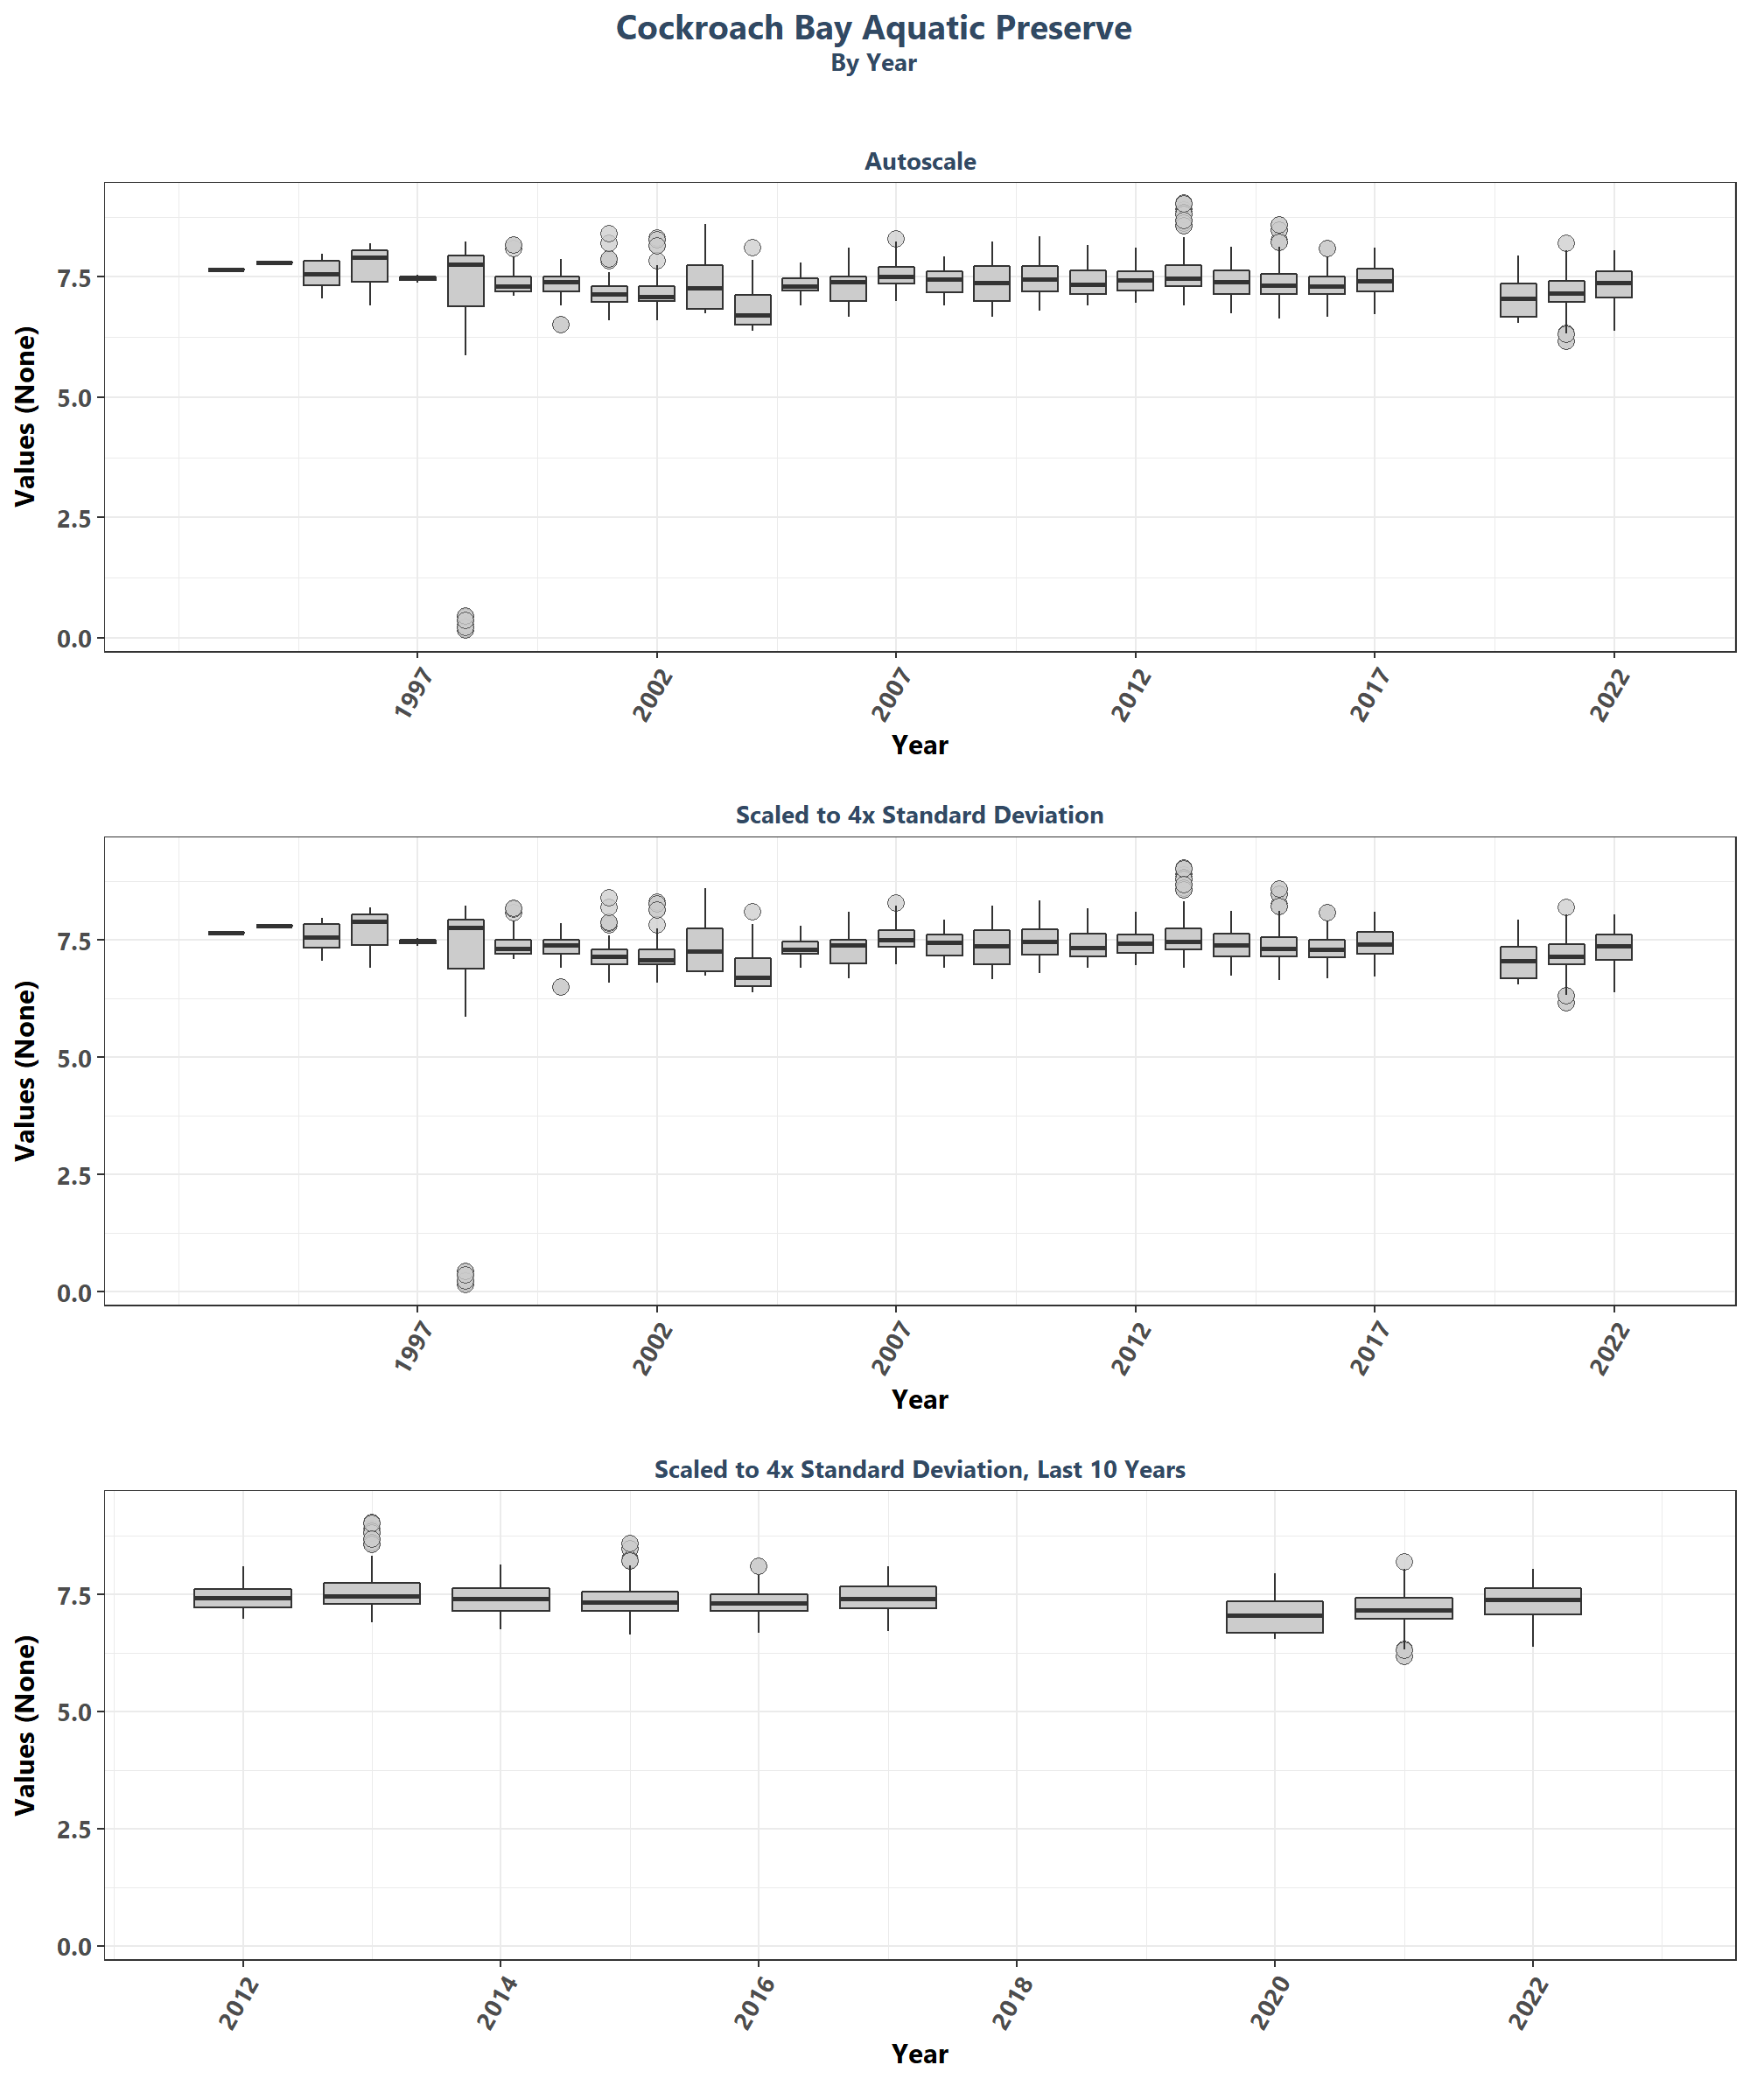 Cockroach Bay Aquatic Preserve
By Year
Autoscale
Values (None)
7.5
5.0
2.5
0.0
1997 2002 2007 2012 2017 2022
Year
Scaled to 4x Standard Deviation
Values (None)
7.5
5.0
2.5
0.0
1997 2002 2007 2012 2017 2022
Year
Scaled to 4x Standard Deviation, Last 10 Years
Values (None)
7.5
5.0
2.5
0.0
2012 2014 2016 2018 2020 2022
Year